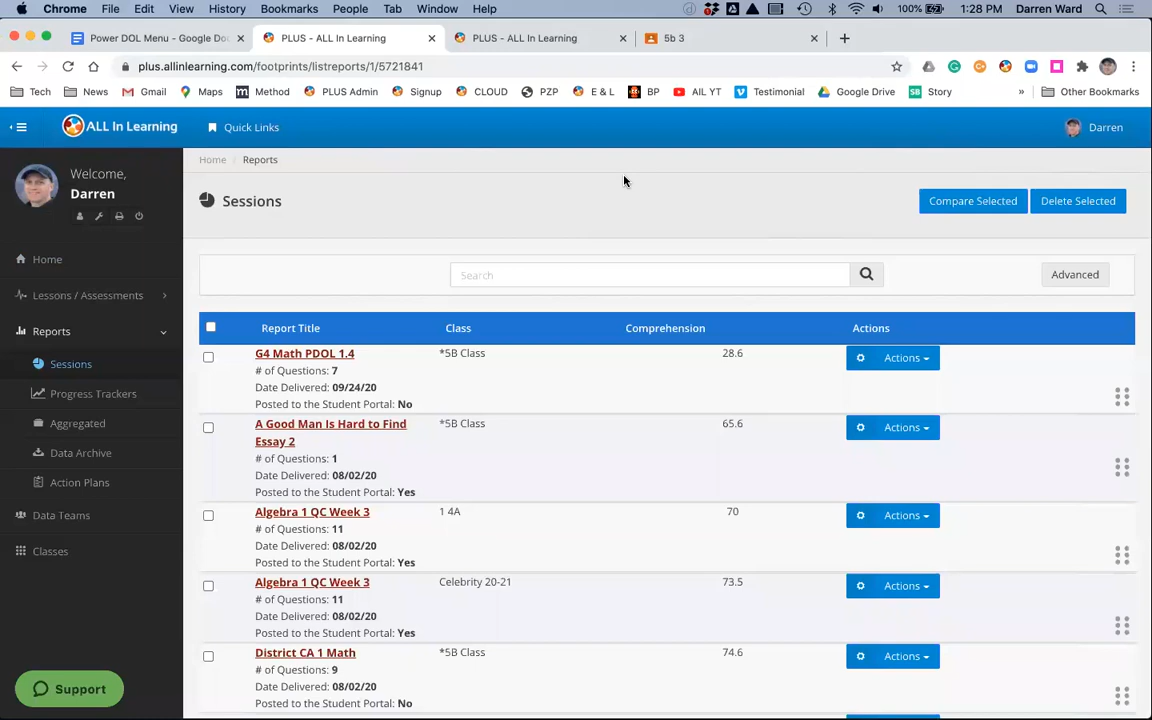 Chrome File Edit View History Bookmarks People Tab Window Help 100% 1:28 PM Darren Ward
Power DOL Menu - Google Do PLUS - ALL In Learning PLUS - ALL In Learning 5b 3
plus.allinlearning.com/footprints/listreports/1/5721841
Tech News Gmail Maps Method PLUS Admin Signup CLOUD PZP E & L BP AIL YT Testimonial Google Drive Story » Other Bookmarks
ALL In Learning Quick Links Darren
Welcome,
Darren
Home / Reports
Sessions Compare Selected Delete Selected
Home
Lessons / Assessments
Reports
Sessions
Progress Trackers
Aggregated
Data Archive
Action Plans
Data Teams
Classes
Support
Search Advanced
Report Title Class Comprehension Actions
G4 Math PDOL 1.4 *5B Class 28.6 Actions
# of Questions: 7
Date Delivered: 09/24/20
Posted to the Student Portal: No
A Good Man Is Hard to Find *5B Class 65.6 Actions
Essay 2
# of Questions: 1
Date Delivered: 08/02/20
Posted to the Student Portal: Yes
Algebra 1 QC Week 3 1 4A 70 Actions
# of Questions: 11
Date Delivered: 08/02/20
Posted to the Student Portal: Yes
Algebra 1 QC Week 3 Celebrity 20-21 73.5 Actions
# of Questions: 11
Date Delivered: 08/02/20
Posted to the Student Portal: Yes
District CA 1 Math *5B Class 74.6 Actions
# of Questions: 9
Date Delivered: 08/02/20
Posted to the Student Portal: No